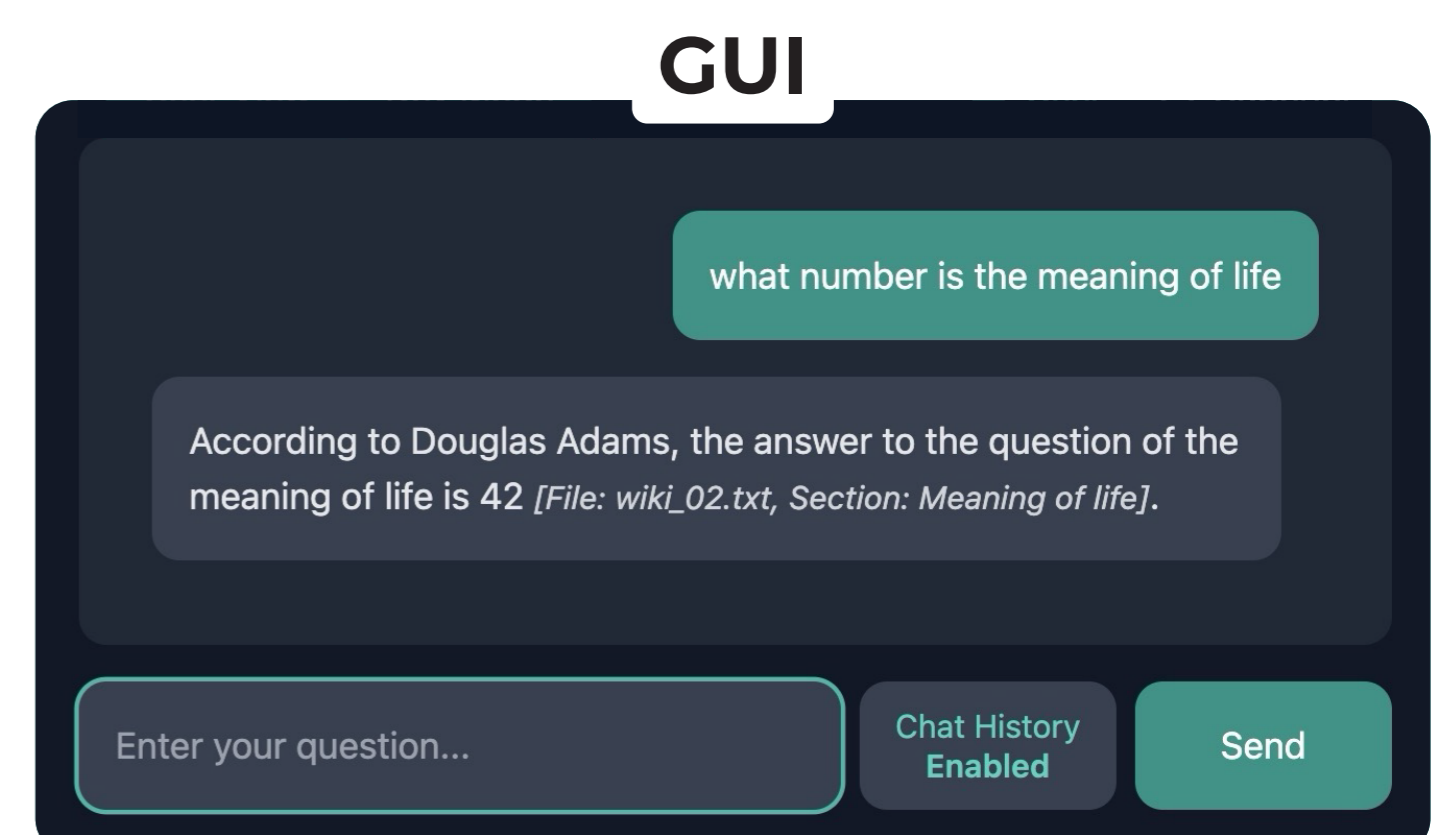 GUI
what number is the meaning of life
According to Douglas Adams, the answer to the question of the
meaning of life is 42 [File: wiki_02.txt, Section: Meaning of life].
Enter your question...
Chat History
Enabled
Send